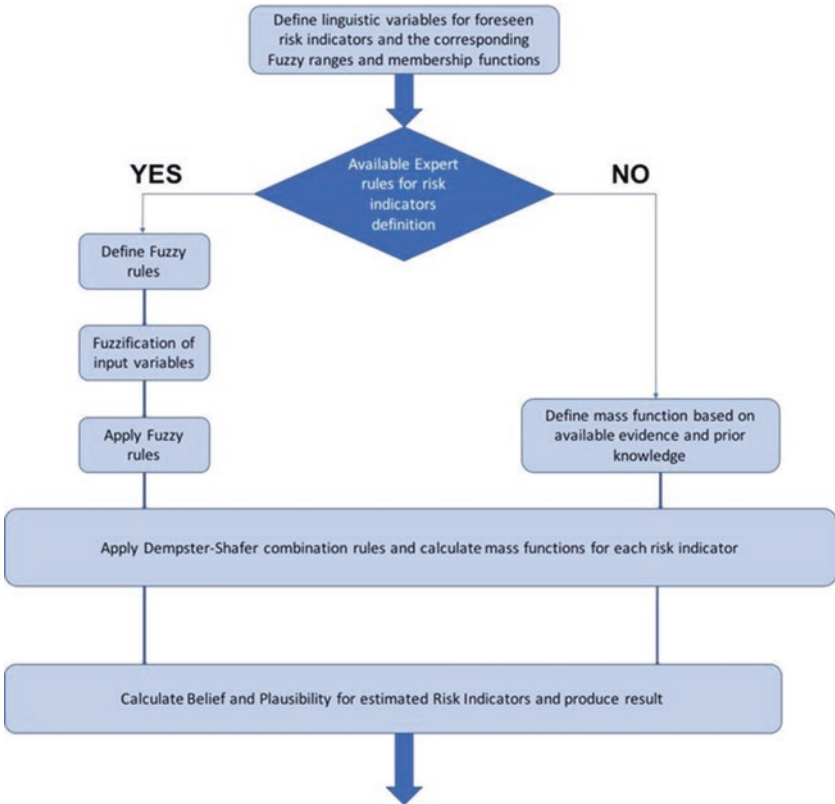 Define linguistic variables for foreseen
risk indicators and the corresponding
Fuzzy ranges and membership functions
Available Expert
rules for risk
indicators
definition
YES
NO
Define Fuzzy
rules
Fuzzification of
input variables
Apply Fuzzy
rules
Define mass function based on
available evidence and prior
knowledge
Apply Dempster-Shafer combination rules and calculate mass functions for each risk indicator
Calculate Belief and Plausibility for estimated Risk Indicators and produce result